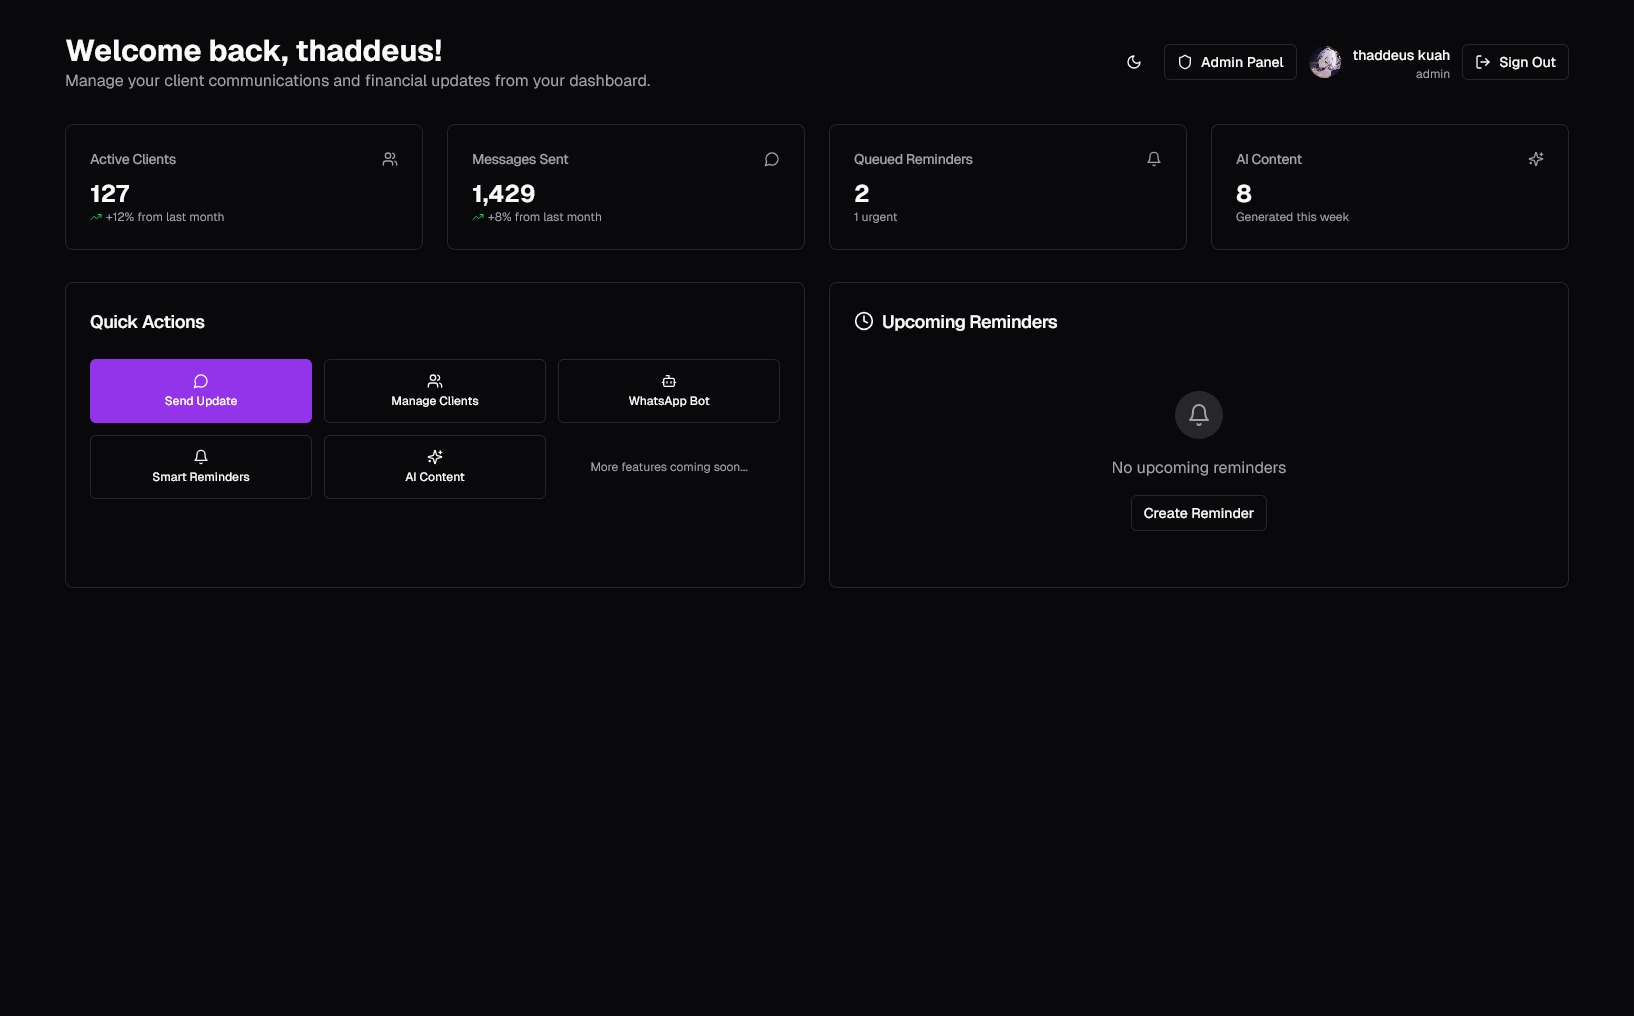 Welcome back, thaddeus!
Manage your client communications and financial updates from your dashboard.
Admin Panel
thaddeus kuah
admin
Sign Out
Active Clients
127
+12% from last month
Messages Sent
1,429
+8% from last month
Queued Reminders
2
1 urgent
AI Content
8
Generated this week
Quick Actions
Send Update
Manage Clients
WhatsApp Bot
Smart Reminders
AI Content
More features coming soon...
Upcoming Reminders
No upcoming reminders
Create Reminder